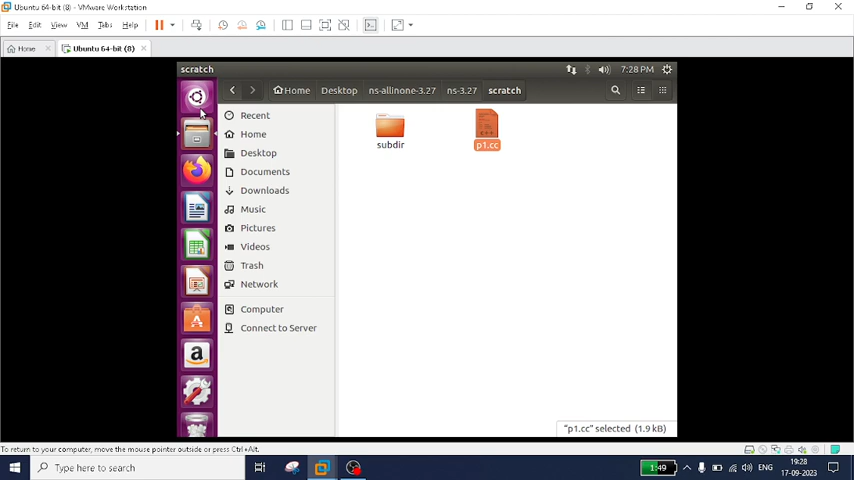 Ubuntu 64-bit (8) - VMware Workstation
File Edit View VM Tabs Help
Home
Ubuntu 64-bit (8)
scratch
7:28 PM
Home Desktop ns-allinone-3.27 ns-3.27 scratch
Recent
Home
Desktop
Documents
Downloads
Music
Pictures
Videos
Trash
Network
Computer
Connect to Server
subdir
p1.cc
"p1.cc" selected (1.9 kB)
To return to your computer, move the mouse pointer outside or press Ctrl+Alt.
Type here to search
1:49
ENG
19:28
17-09-2023